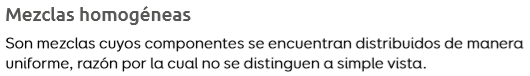 Mezclas homogéneas
Son mezclas cuyos componentes se encuentran distribuidos de manera
uniforme, razón por la cual no se distinguen a simple vista.